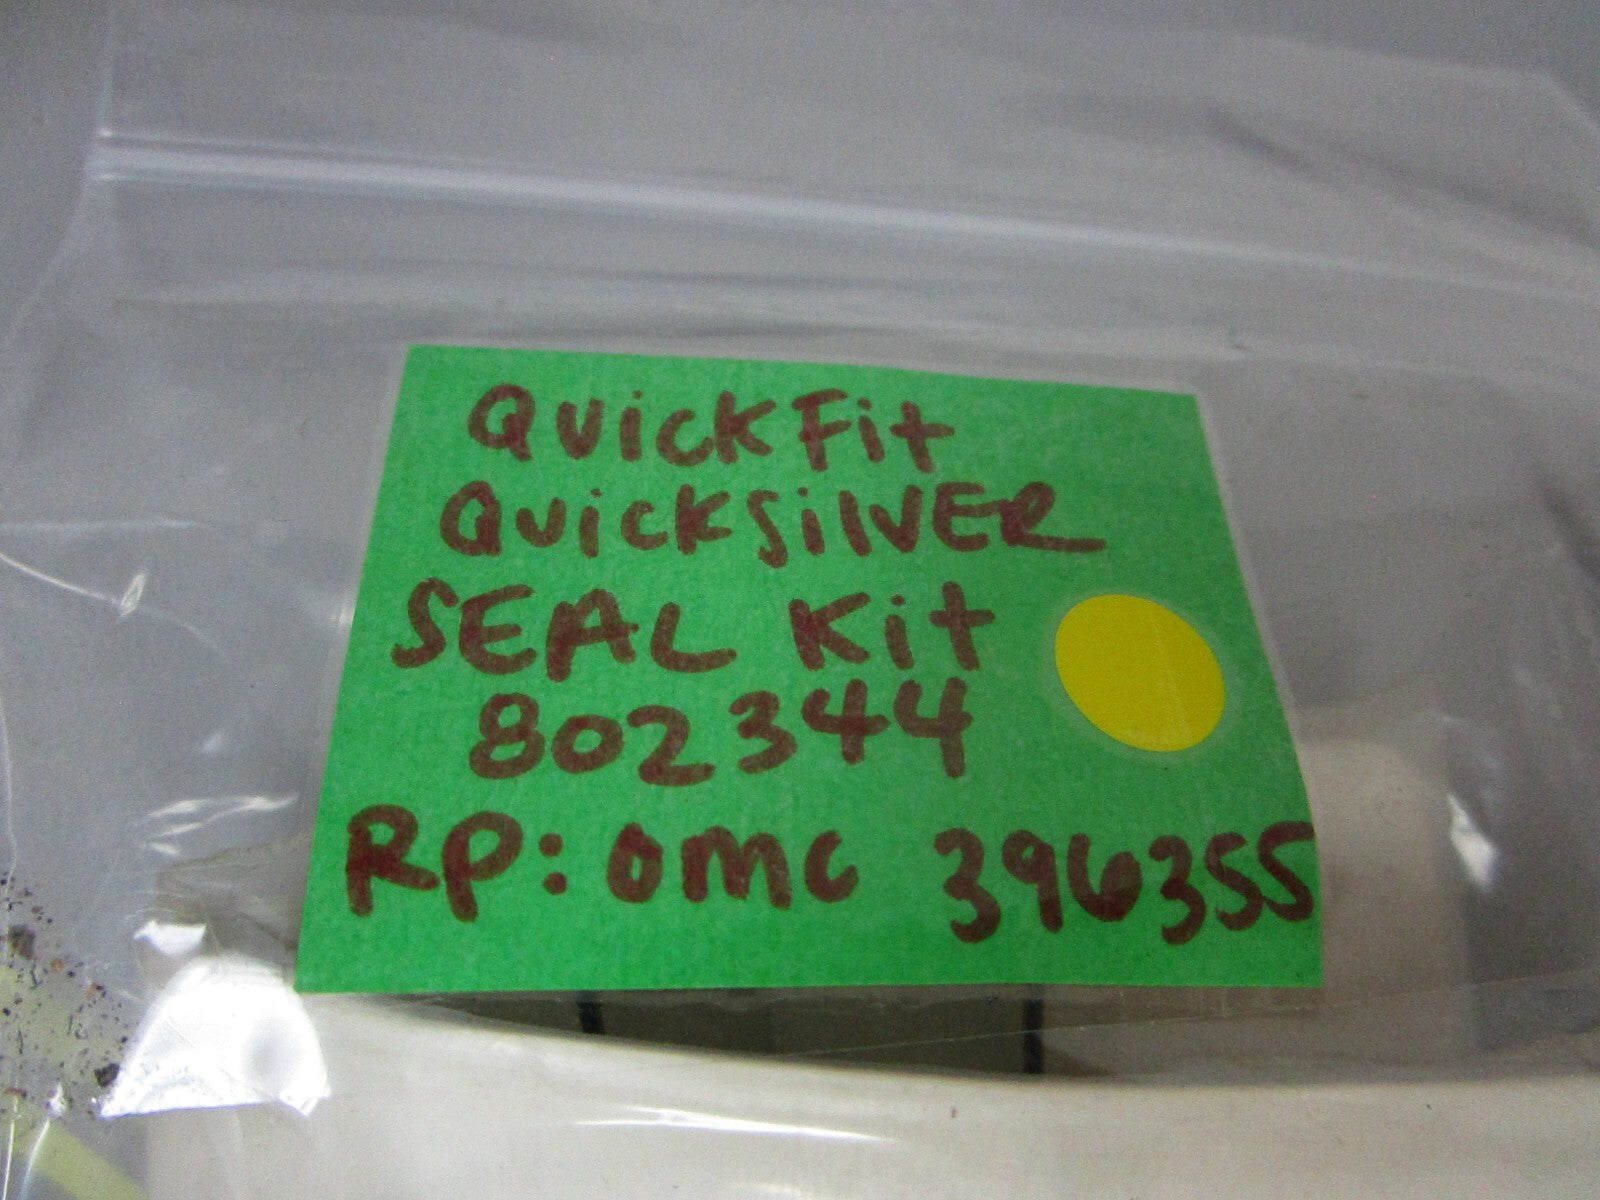 QuickFit
QuicksilVER
SEAL Kit
802344
RP: OMC 396355